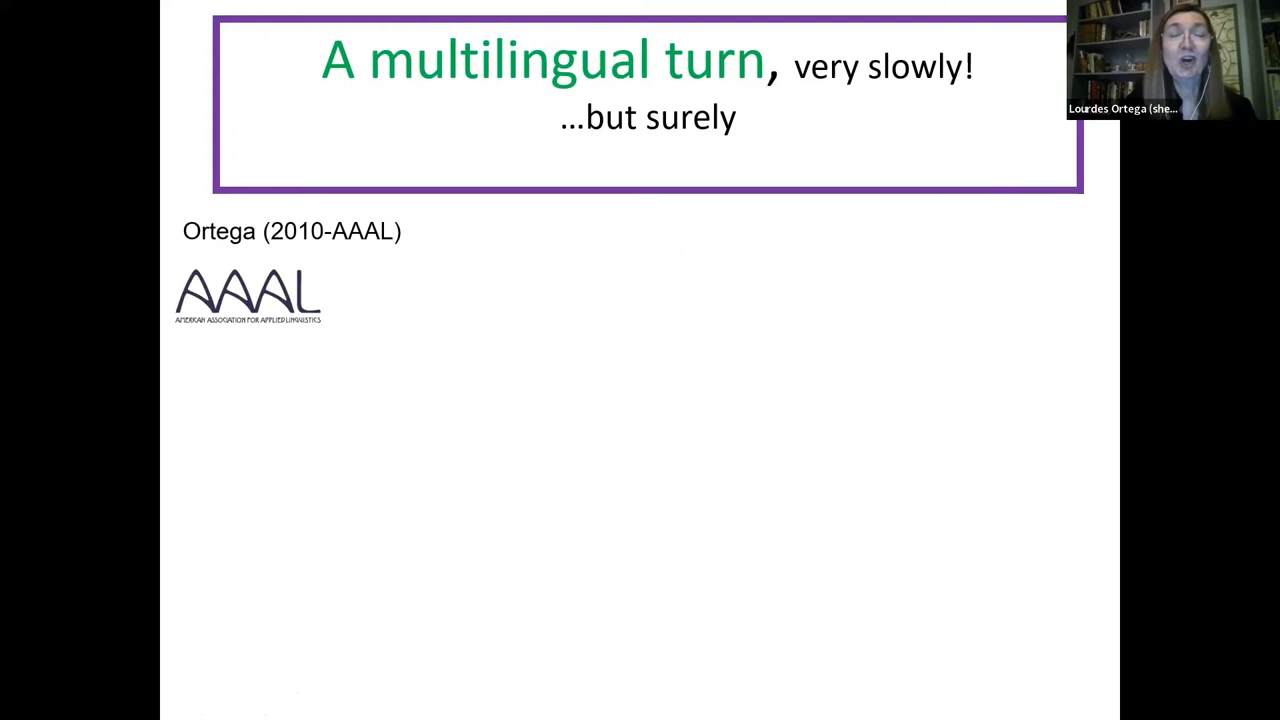 A multilingual turn, very slowly!
…but surely
Lourdes Ortega (she...
Ortega (2010-AAAL)
AAAL
AMERICAN ASSOCIATION FOR APPLIED LINGUISTICS